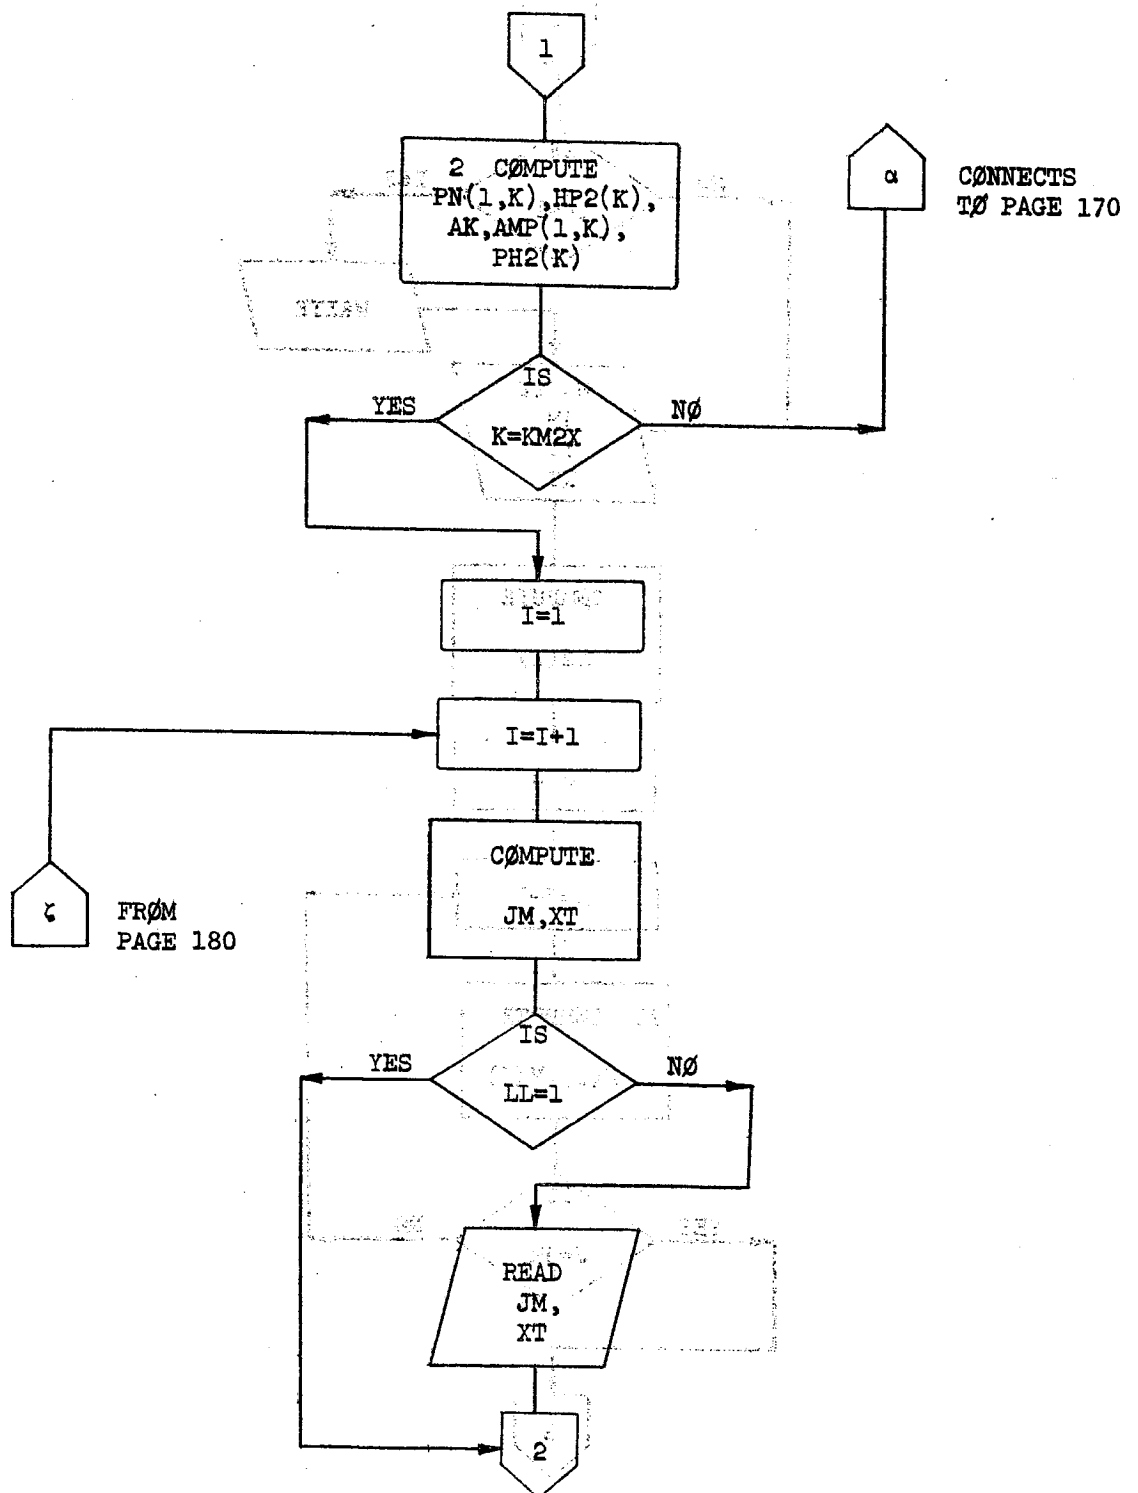 1
2 CØMPUTE
PN(1,K),HP2(K),
AK,AMP(1,K),
PH2(K)
α
CØNNECTS
TØ PAGE 170
IS
K=KM2X
YES
NØ
I=1
I=I+1
ζ
FRØM
PAGE 180
CØMPUTE
JM,XT
IS
LL=1
YES
NØ
READ
JM,
XT
2